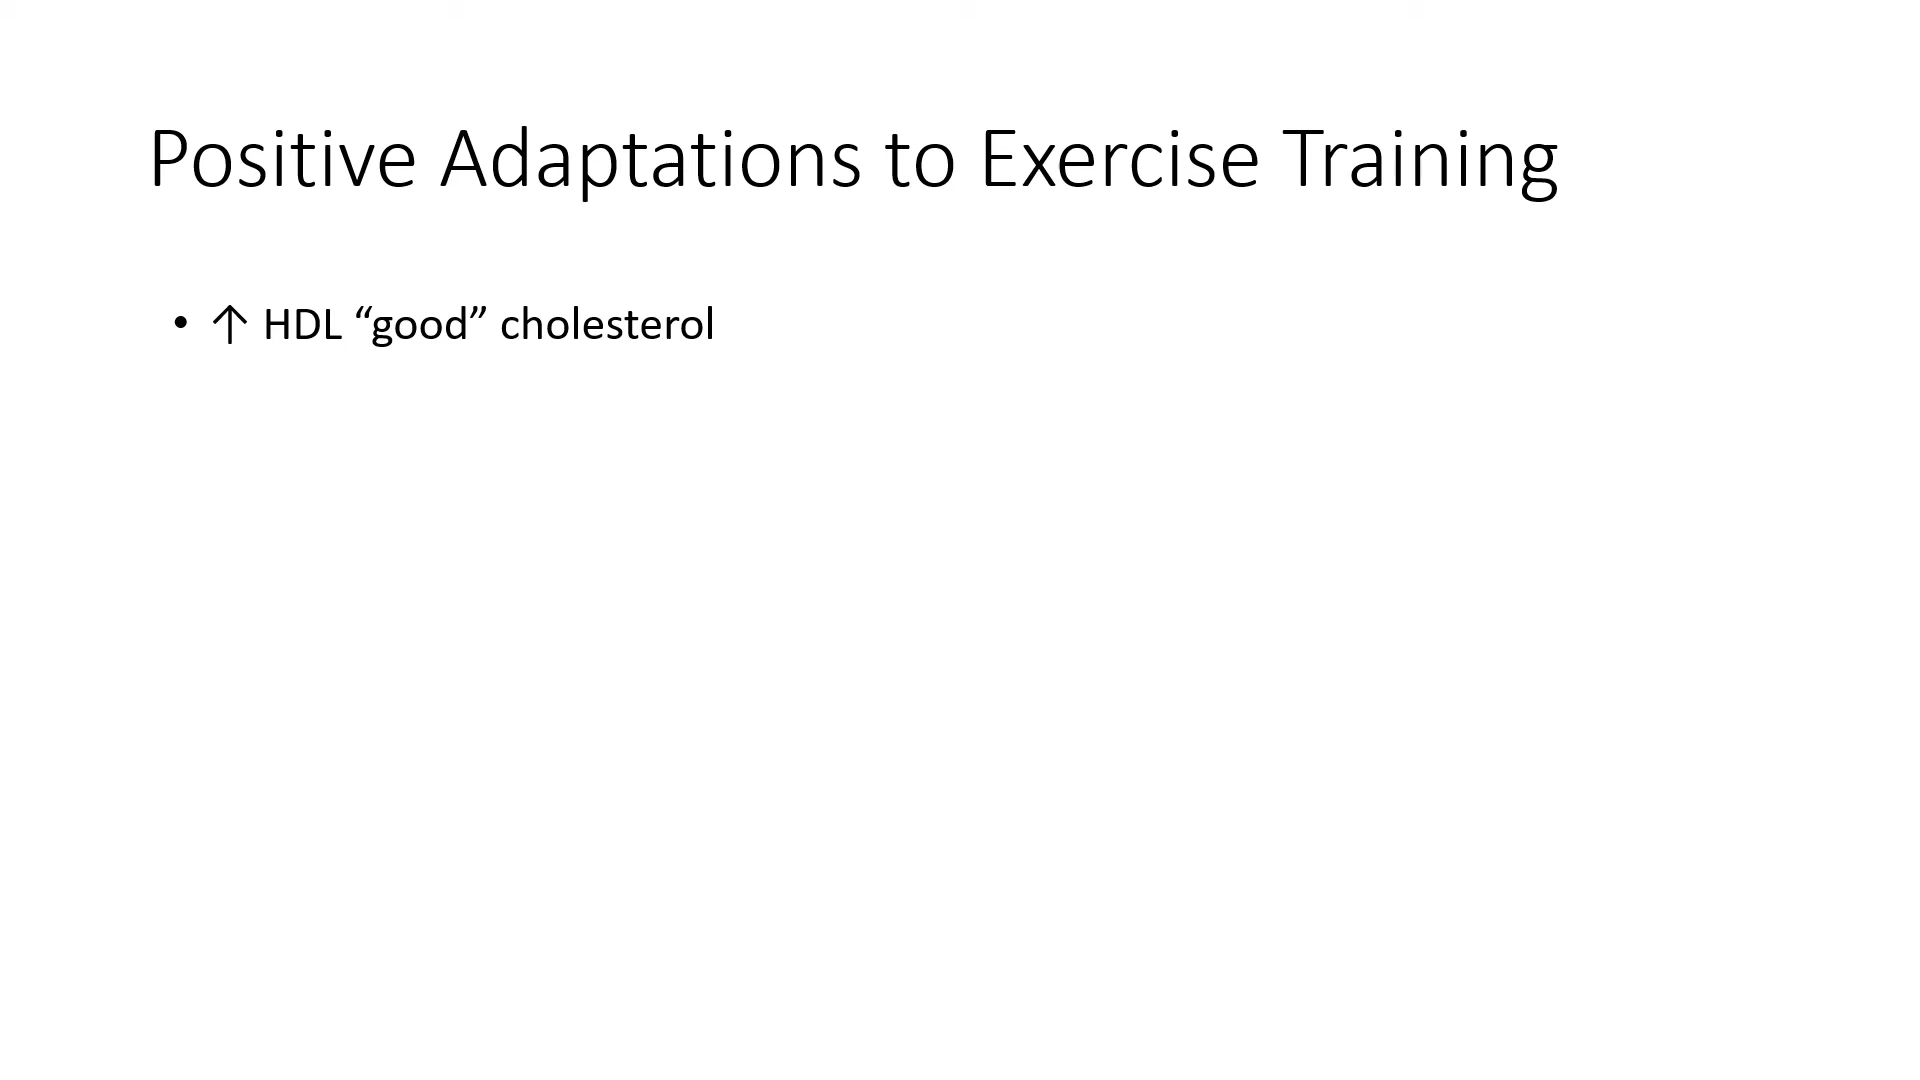 Positive Adaptations to Exercise Training
• ↑ HDL “good” cholesterol